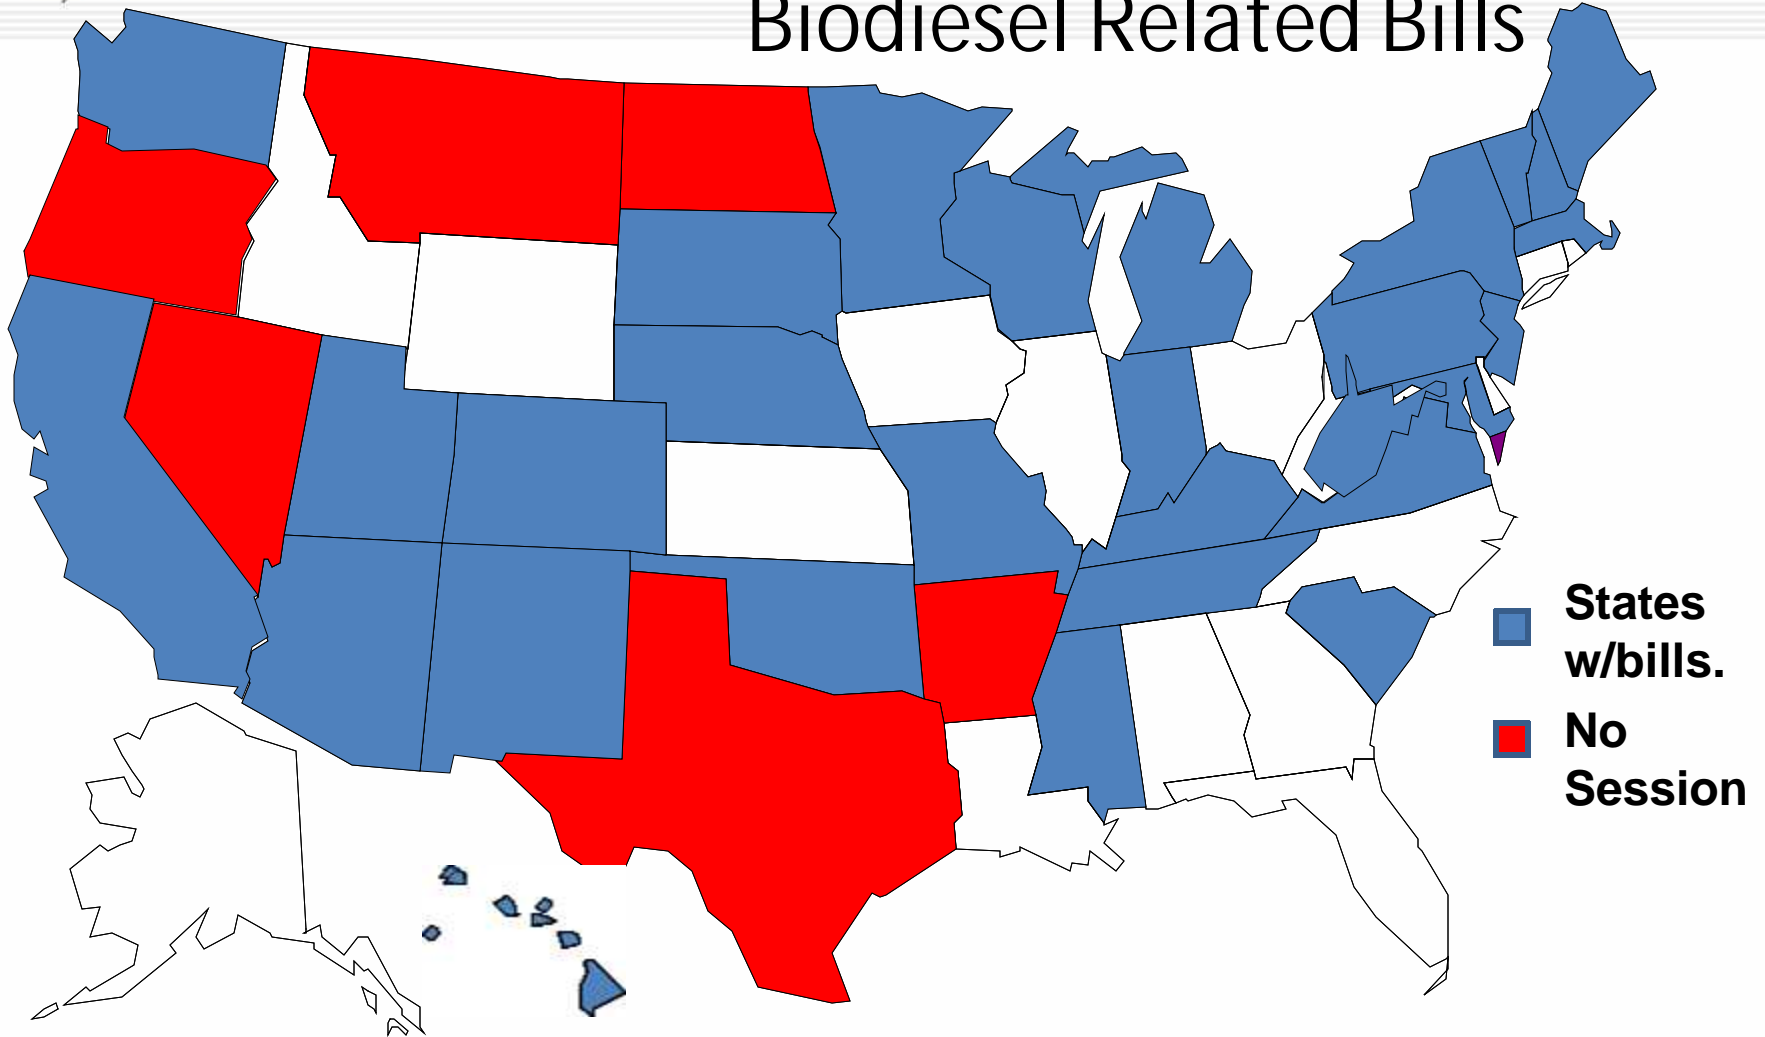 Biodiesel Related Bills
States
w/bills.
No
Session